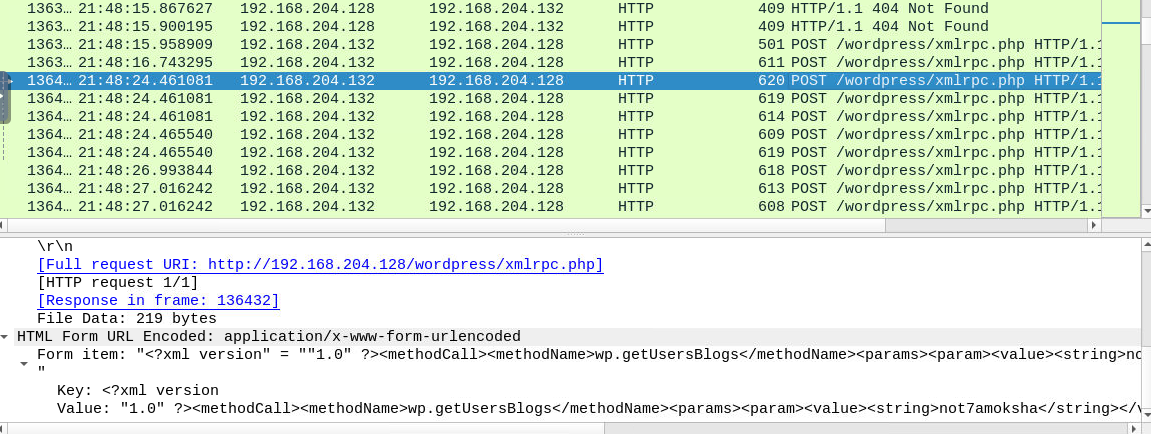 1363… 21:48:15.867627 192.168.204.128 192.168.204.132 HTTP 409 HTTP/1.1 404 Not Found
1363… 21:48:15.900195 192.168.204.128 192.168.204.132 HTTP 409 HTTP/1.1 404 Not Found
1363… 21:48:15.958909 192.168.204.132 192.168.204.128 HTTP 501 POST /wordpress/xmlrpc.php HTTP/1.1
1363… 21:48:16.743295 192.168.204.132 192.168.204.128 HTTP 611 POST /wordpress/xmlrpc.php HTTP/1.1
1364… 21:48:24.461081 192.168.204.132 192.168.204.128 HTTP 620 POST /wordpress/xmlrpc.php HTTP/1.1
1364… 21:48:24.461081 192.168.204.132 192.168.204.128 HTTP 619 POST /wordpress/xmlrpc.php HTTP/1.1
1364… 21:48:24.461081 192.168.204.132 192.168.204.128 HTTP 614 POST /wordpress/xmlrpc.php HTTP/1.1
1364… 21:48:24.465540 192.168.204.132 192.168.204.128 HTTP 609 POST /wordpress/xmlrpc.php HTTP/1.1
1364… 21:48:24.465540 192.168.204.132 192.168.204.128 HTTP 619 POST /wordpress/xmlrpc.php HTTP/1.1
1364… 21:48:26.993844 192.168.204.132 192.168.204.128 HTTP 618 POST /wordpress/xmlrpc.php HTTP/1.1
1364… 21:48:27.016242 192.168.204.132 192.168.204.128 HTTP 613 POST /wordpress/xmlrpc.php HTTP/1.1
1364… 21:48:27.016242 192.168.204.132 192.168.204.128 HTTP 608 POST /wordpress/xmlrpc.php HTTP/1.1
\r\n
[Full request URI: http://192.168.204.128/wordpress/xmlrpc.php]
[HTTP request 1/1]
[Response in frame: 136432]
File Data: 219 bytes
HTML Form URL Encoded: application/x-www-form-urlencoded
Form item: "<?xml version" = ""1.0" ?><methodCall><methodName>wp.getUsersBlogs</methodName><params><param><value><string>no
"
Key: <?xml version
Value: "1.0" ?><methodCall><methodName>wp.getUsersBlogs</methodName><params><param><value><string>not7amoksha</string></v